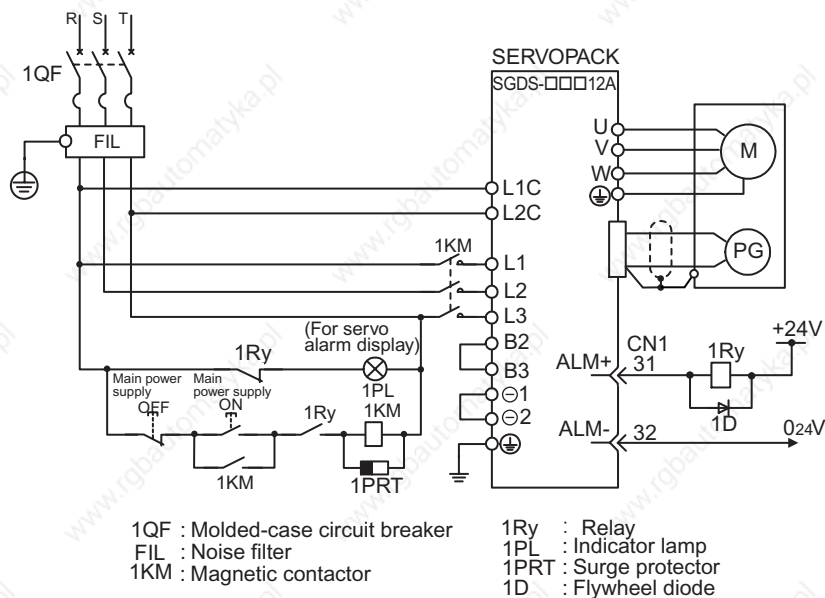 R S T
1QF
FIL
SERVOPACK
SGDS-□□□12A
U
V
W
M
PG
L1C
L2C
1KM
L1
L2
L3
(For servo
alarm display)
1Ry
1PL
B2
B3
⊖1
⊖2
Main power
supply
OFF
Main
power supply
ON
1Ry
1KM
1KM
1PRT
CN1
ALM+ 31
1Ry
+24V
1D
ALM- 32
024V
1QF : Molded-case circuit breaker
FIL : Noise filter
1KM : Magnetic contactor
1Ry : Relay
1PL : Indicator lamp
1PRT : Surge protector
1D : Flywheel diode
www.rgbautomatyka.pl